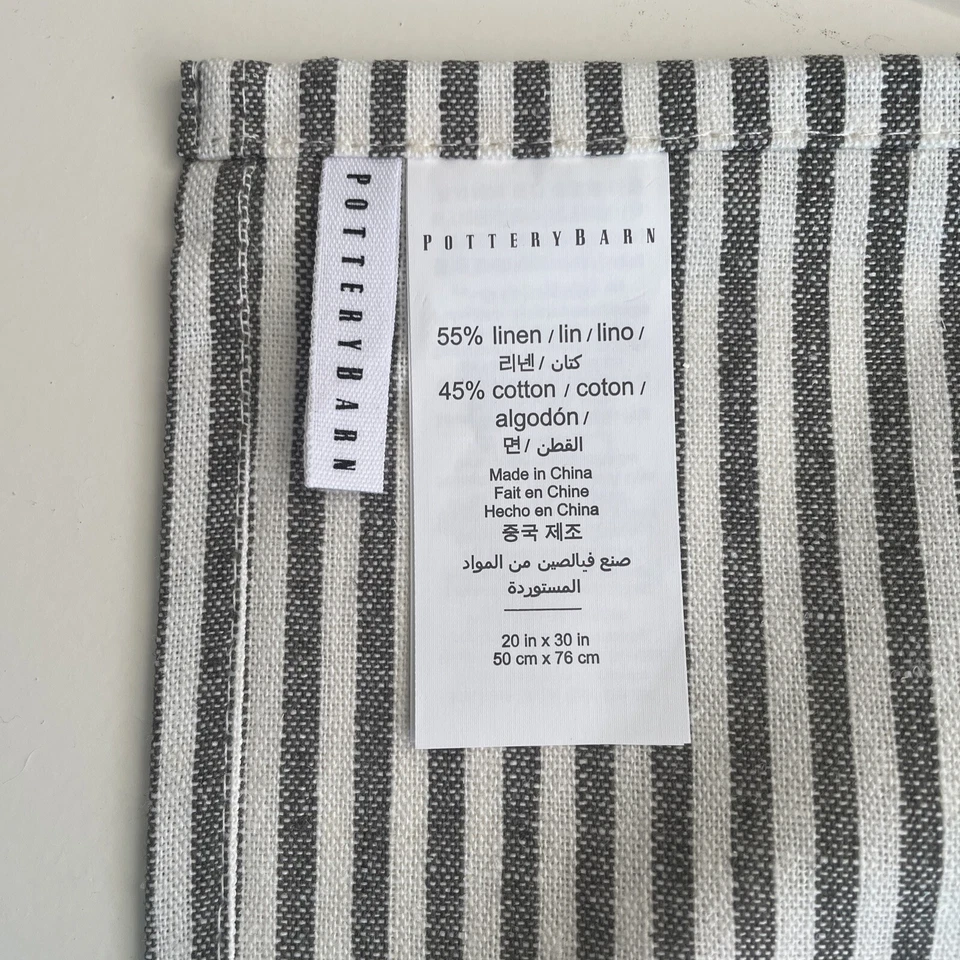 POTTERYBARN
POTTERYBARN
55% linen / lin / lino /
리넨 / كتان
45% cotton / coton /
algodón /
면 / القطن
Made in China
Fait en Chine
Hecho en China
중국 제조
صنع فيالصين من المواد
المستوردة
20 in x 30 in
50 cm x 76 cm